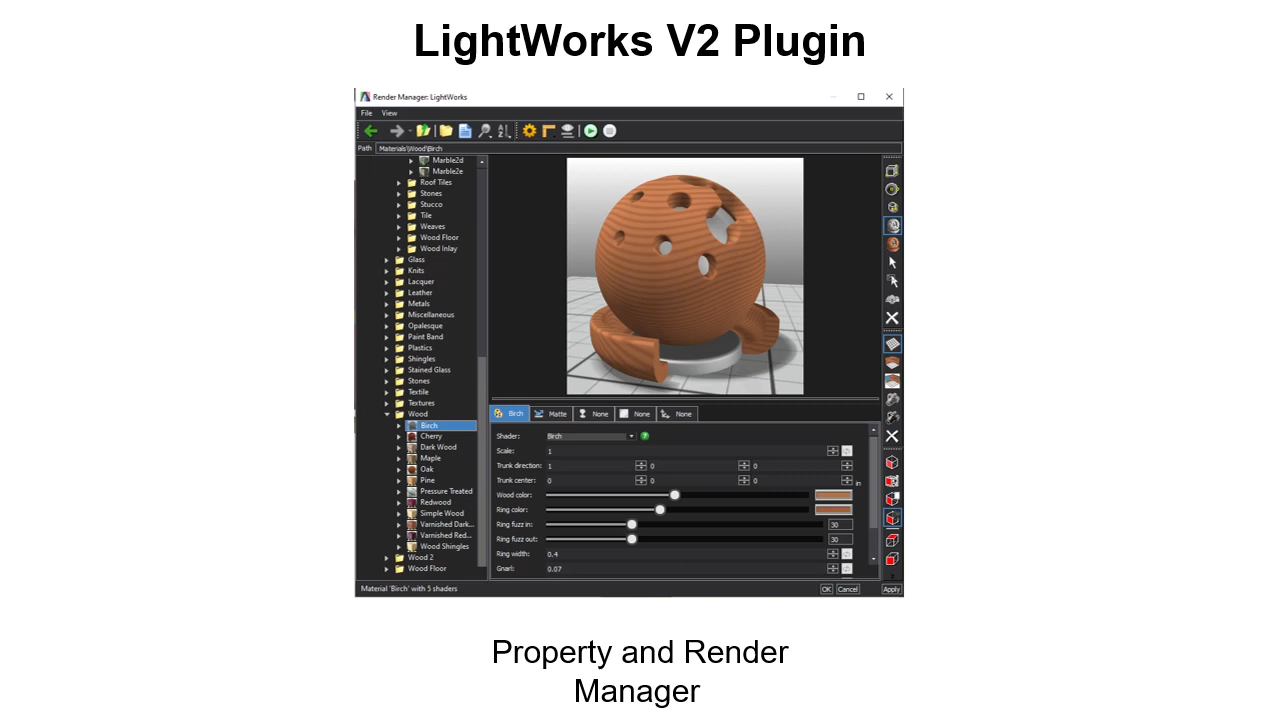 LightWorks V2 Plugin
Render Manager: LightWorks
File View
Path Materials\Wood\Birch
Marble2d
Marble2e
Roof Tiles
Stones
Stucco
Tile
Weaves
Wood Floor
Wood Inlay
Glass
Knits
Lacquer
Leather
Metals
Miscellaneous
Opalesque
Paint Band
Plastics
Shingles
Stained Glass
Stones
Textile
Textures
Wood
Birch
Cherry
Dark Wood
Maple
Oak
Pine
Pressure Treated
Redwood
Simple Wood
Varnished Dark...
Varnished Red...
Wood Shingles
Wood 2
Wood Floor
Birch Matte None None None
Shader: Birch
Scale: 1
Trunk direction: 1 0 0
Trunk center: 0 0 0 in
Wood color:
Ring color:
Ring fuzz in: 30
Ring fuzz out: 30
Ring width: 0.4
Gnarl: 0.07
Material 'Birch' with 5 shaders OK Cancel Apply
Property and Render
Manager